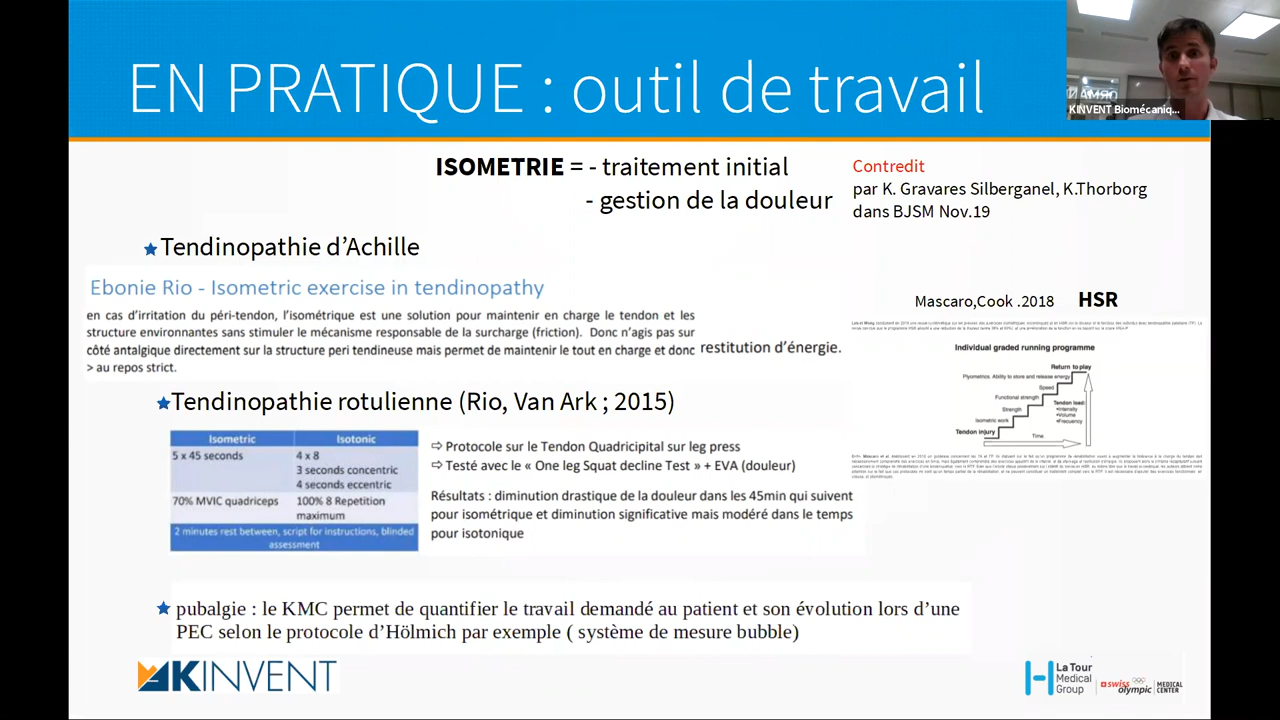 EN PRATIQUE : outil de travail
KINVENT Biomécaniq...
ISOMETRIE = - traitement initial
- gestion de la douleur
Contredit
par K. Gravares Silberganel, K.Thorborg
dans BJSM Nov.19
Tendinopathie d'Achille
Ebonie Rio - Isometric exercise in tendinopathy
en cas d'irritation du péri-tendon, l'isométrique est une solution pour maintenir en charge le tendon et les
structure environnantes sans stimuler le mécanisme responsable de la surcharge (friction). Donc n'agis pas sur
côté antalgique directement sur la structure peri tendineuse mais permet de maintenir le tout en charge et donc
> au repos strict.
restitution d'énergie.
Mascaro,Cook .2018 HSR
Individual graded running programme
Return to play
Plyometrics. Ability to store and release energy
Speed
Functional strength
Strength
Isometric work
Tendon injury
Tendon load:
•Intensity
•Volume
•Frecuency
Time
Tendinopathie rotulienne (Rio, Van Ark ; 2015)
Isometric Isotonic
5 x 45 seconds 4 x 8
3 seconds concentric
4 seconds eccentric
70% MVIC quadriceps 100% 8 Repetition
maximum
2 minutes rest between, script for instructions, blinded
assessment
⇨ Protocole sur le Tendon Quadricipital sur leg press
⇨ Testé avec le « One leg Squat decline Test » + EVA (douleur)
Résultats : diminution drastique de la douleur dans les 45min qui suivent
pour isométrique et diminution significative mais modéré dans le temps
pour isotonique
pubalgie : le KMC permet de quantifier le travail demandé au patient et son évolution lors d'une
PEC selon le protocole d'Hölmich par exemple ( système de mesure bubble)
KINVENT
La Tour
Medical
Group
swiss
olympic
MEDICAL
CENTER